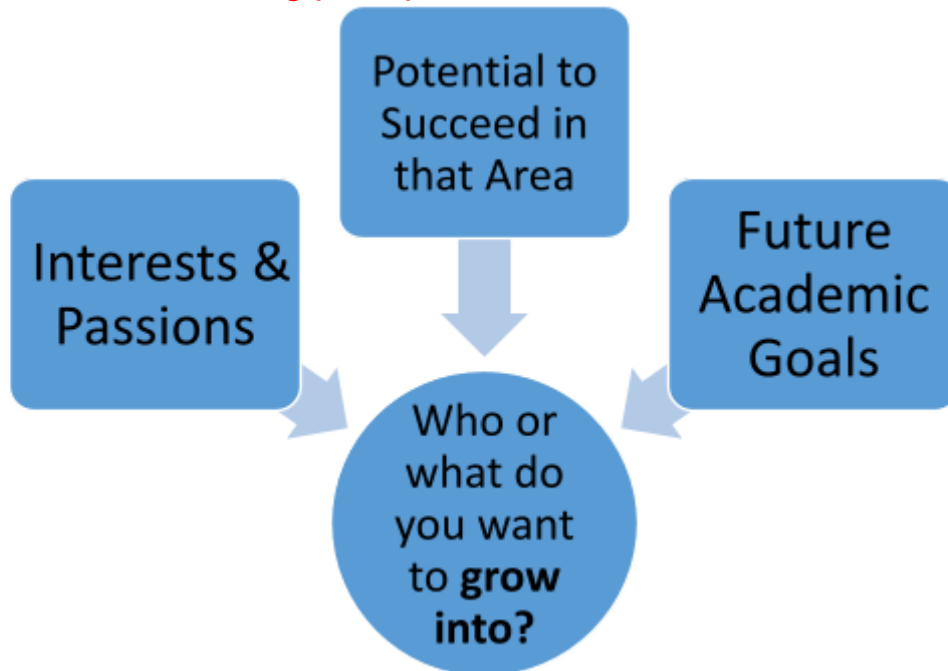 Potential to
Succeed in
that Area
Interests &
Passions
Future
Academic
Goals
Who or
what do
you want
to grow
into?